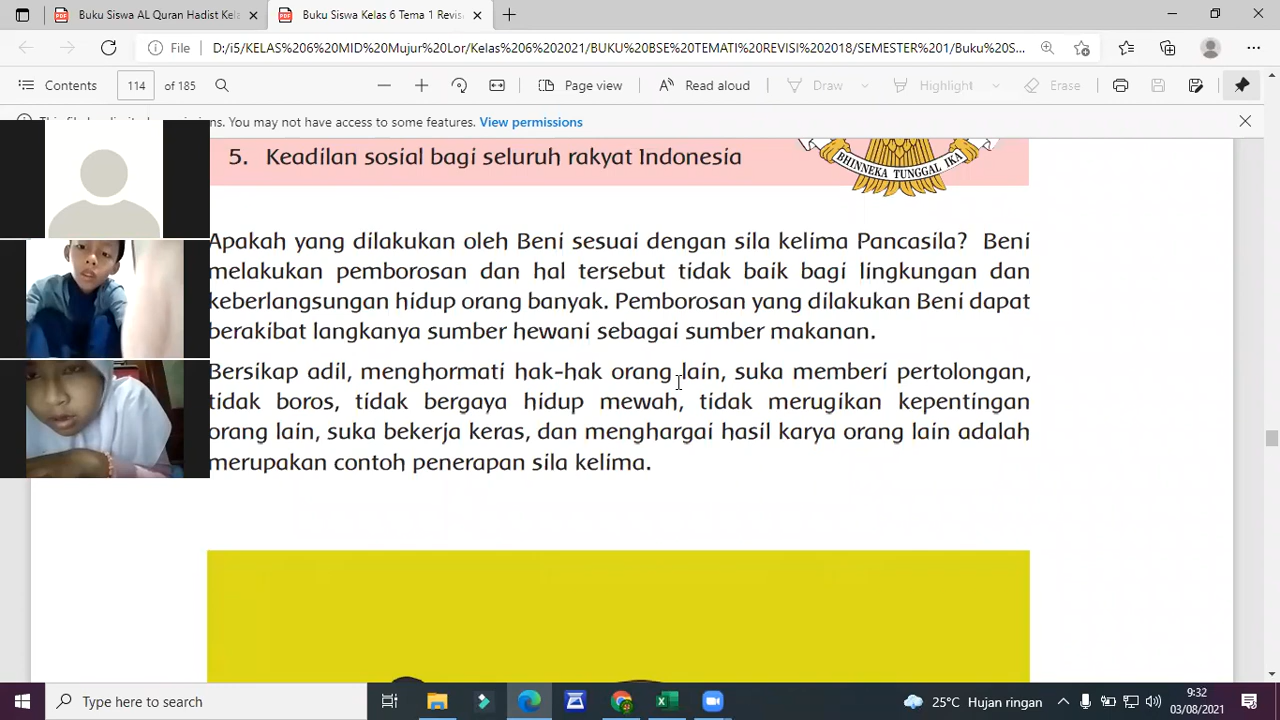 Buku Siswa AL Quran Hadist Kela
Buku Siswa Kelas 6 Tema 1 Revis
File
D:/i5/KELAS%206%20MID%20Mujur%20Lor/Kelas%206%202021/BUKU%20BSE%20TEMATI%20REVISI%202018/SEMESTER%201/Buku%20S...
Contents
114
of 185
Page view
Read aloud
Draw
Highlight
Erase
You may not have access to some features. View permissions
5. Keadilan sosial bagi seluruh rakyat Indonesia
BHINNEKA TUNGGAL IKA
Apakah yang dilakukan oleh Beni sesuai dengan sila kelima Pancasila? Beni
melakukan pemborosan dan hal tersebut tidak baik bagi lingkungan dan
keberlangsungan hidup orang banyak. Pemborosan yang dilakukan Beni dapat
berakibat langkanya sumber hewani sebagai sumber makanan.
Bersikap adil, menghormati hak-hak orang lain, suka memberi pertolongan,
tidak boros, tidak bergaya hidup mewah, tidak merugikan kepentingan
orang lain, suka bekerja keras, dan menghargai hasil karya orang lain adalah
merupakan contoh penerapan sila kelima.
Type here to search
25°C Hujan ringan
9:32
03/08/2021